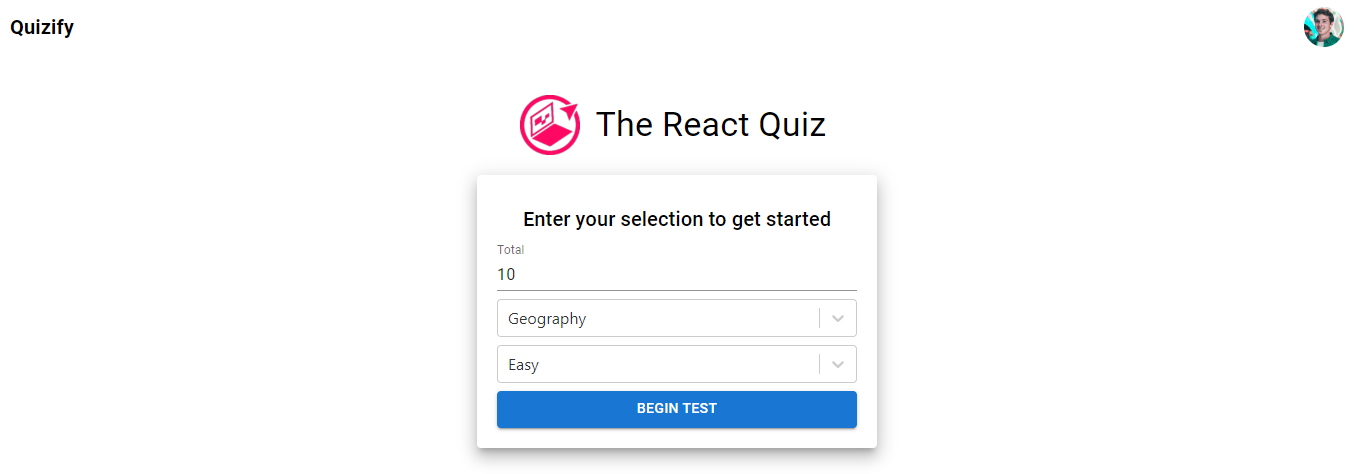 Quizify
The React Quiz
Enter your selection to get started
Total
10
Geography
Easy
BEGIN TEST